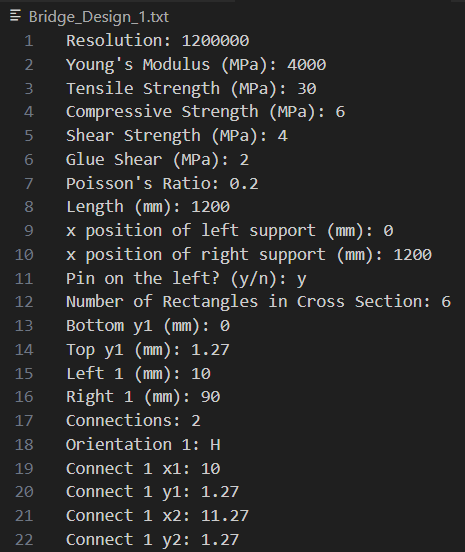 Bridge_Design_1.txt
1 Resolution: 1200000
2 Young's Modulus (MPa): 4000
3 Tensile Strength (MPa): 30
4 Compressive Strength (MPa): 6
5 Shear Strength (MPa): 4
6 Glue Shear (MPa): 2
7 Poisson's Ratio: 0.2
8 Length (mm): 1200
9 x position of left support (mm): 0
10 x position of right support (mm): 1200
11 Pin on the left? (y/n): y
12 Number of Rectangles in Cross Section: 6
13 Bottom y1 (mm): 0
14 Top y1 (mm): 1.27
15 Left 1 (mm): 10
16 Right 1 (mm): 90
17 Connections: 2
18 Orientation 1: H
19 Connect 1 x1: 10
20 Connect 1 y1: 1.27
21 Connect 1 x2: 11.27
22 Connect 1 y2: 1.27